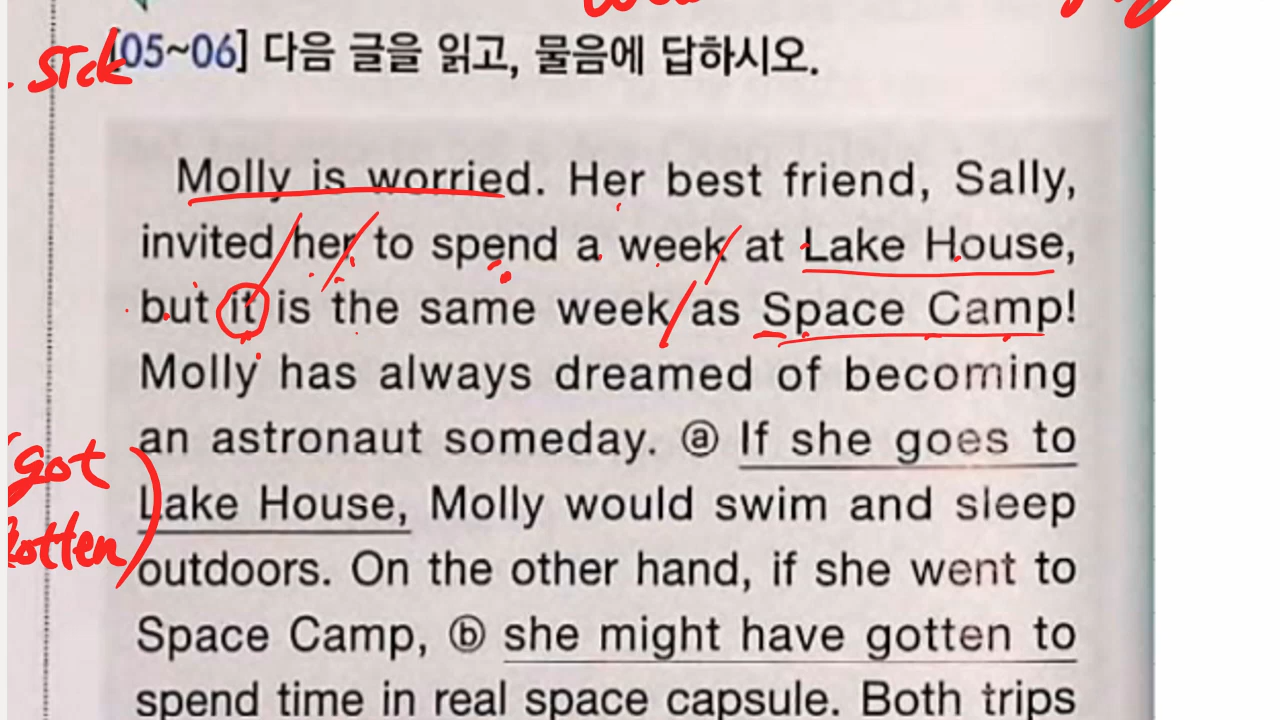 sick
[05~06] 다음 글을 읽고, 물음에 답하시오.
Molly is worried. Her best friend, Sally,
invited her to spend a week at Lake House,
but it is the same week as Space Camp!
Molly has always dreamed of becoming
an astronaut someday. ⓐ If she goes to
got
Lake House, Molly would swim and sleep
outdoors. On the other hand, if she went to
Space Camp, ⓑ she might have gotten to
spend time in real space capsule. Both trips